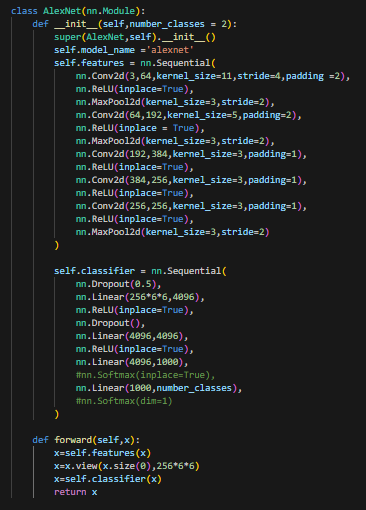 class AlexNet(nn.Module):
    def __init__(self,number_classes = 2):
        super(AlexNet,self).__init__()
        self.model_name ='alexnet'
        self.features = nn.Sequential(
            nn.Conv2d(3,64,kernel_size=11,stride=4,padding =2),
            nn.ReLU(inplace=True),
            nn.MaxPool2d(kernel_size=3,stride=2),
            nn.Conv2d(64,192,kernel_size=5,padding=2),
            nn.ReLU(inplace = True),
            nn.MaxPool2d(kernel_size=3,stride=2),
            nn.Conv2d(192,384,kernel_size=3,padding=1),
            nn.ReLU(inplace=True),
            nn.Conv2d(384,256,kernel_size=3,padding=1),
            nn.ReLU(inplace=True),
            nn.Conv2d(256,256,kernel_size=3,padding=1),
            nn.ReLU(inplace=True),
            nn.MaxPool2d(kernel_size=3,stride=2)
        )

        self.classifier = nn.Sequential(
            nn.Dropout(0.5),
            nn.Linear(256*6*6,4096),
            nn.ReLU(inplace=True),
            nn.Dropout(),
            nn.Linear(4096,4096),
            nn.ReLU(inplace=True),
            nn.Linear(4096,1000),
            #nn.Softmax(inplace=True),
            nn.Linear(1000,number_classes),
            #nn.Softmax(dim=1)
        )

    def forward(self,x):
        x=self.features(x)
        x=x.view(x.size(0),256*6*6)
        x=self.classifier(x)
        return x